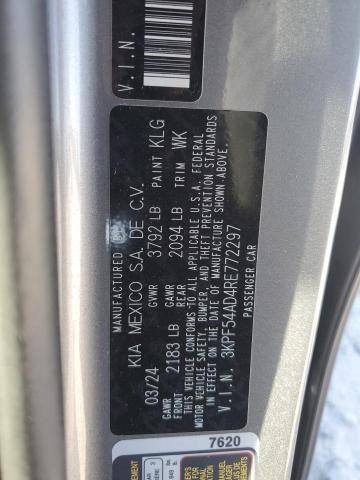 V.I.N.
MANUFACTURED BY
KIA MEXICO S.A. DE C.V.
03/24 GVWR 3792 LB PAINT KLG
GAWR 2183 LB GAWR REAR 2094 LB TRIM WK
THIS VEHICLE CONFORMS TO ALL APPLICABLE U.S.A. FEDERAL
MOTOR VEHICLE SAFETY, BUMPER, AND THEFT PREVENTION STANDARDS
IN EFFECT ON THE DATE OF MANUFACTURE SHOWN ABOVE.
V.I.N. 3KPF54AD4RE772297
PASSENGER CAR
7620